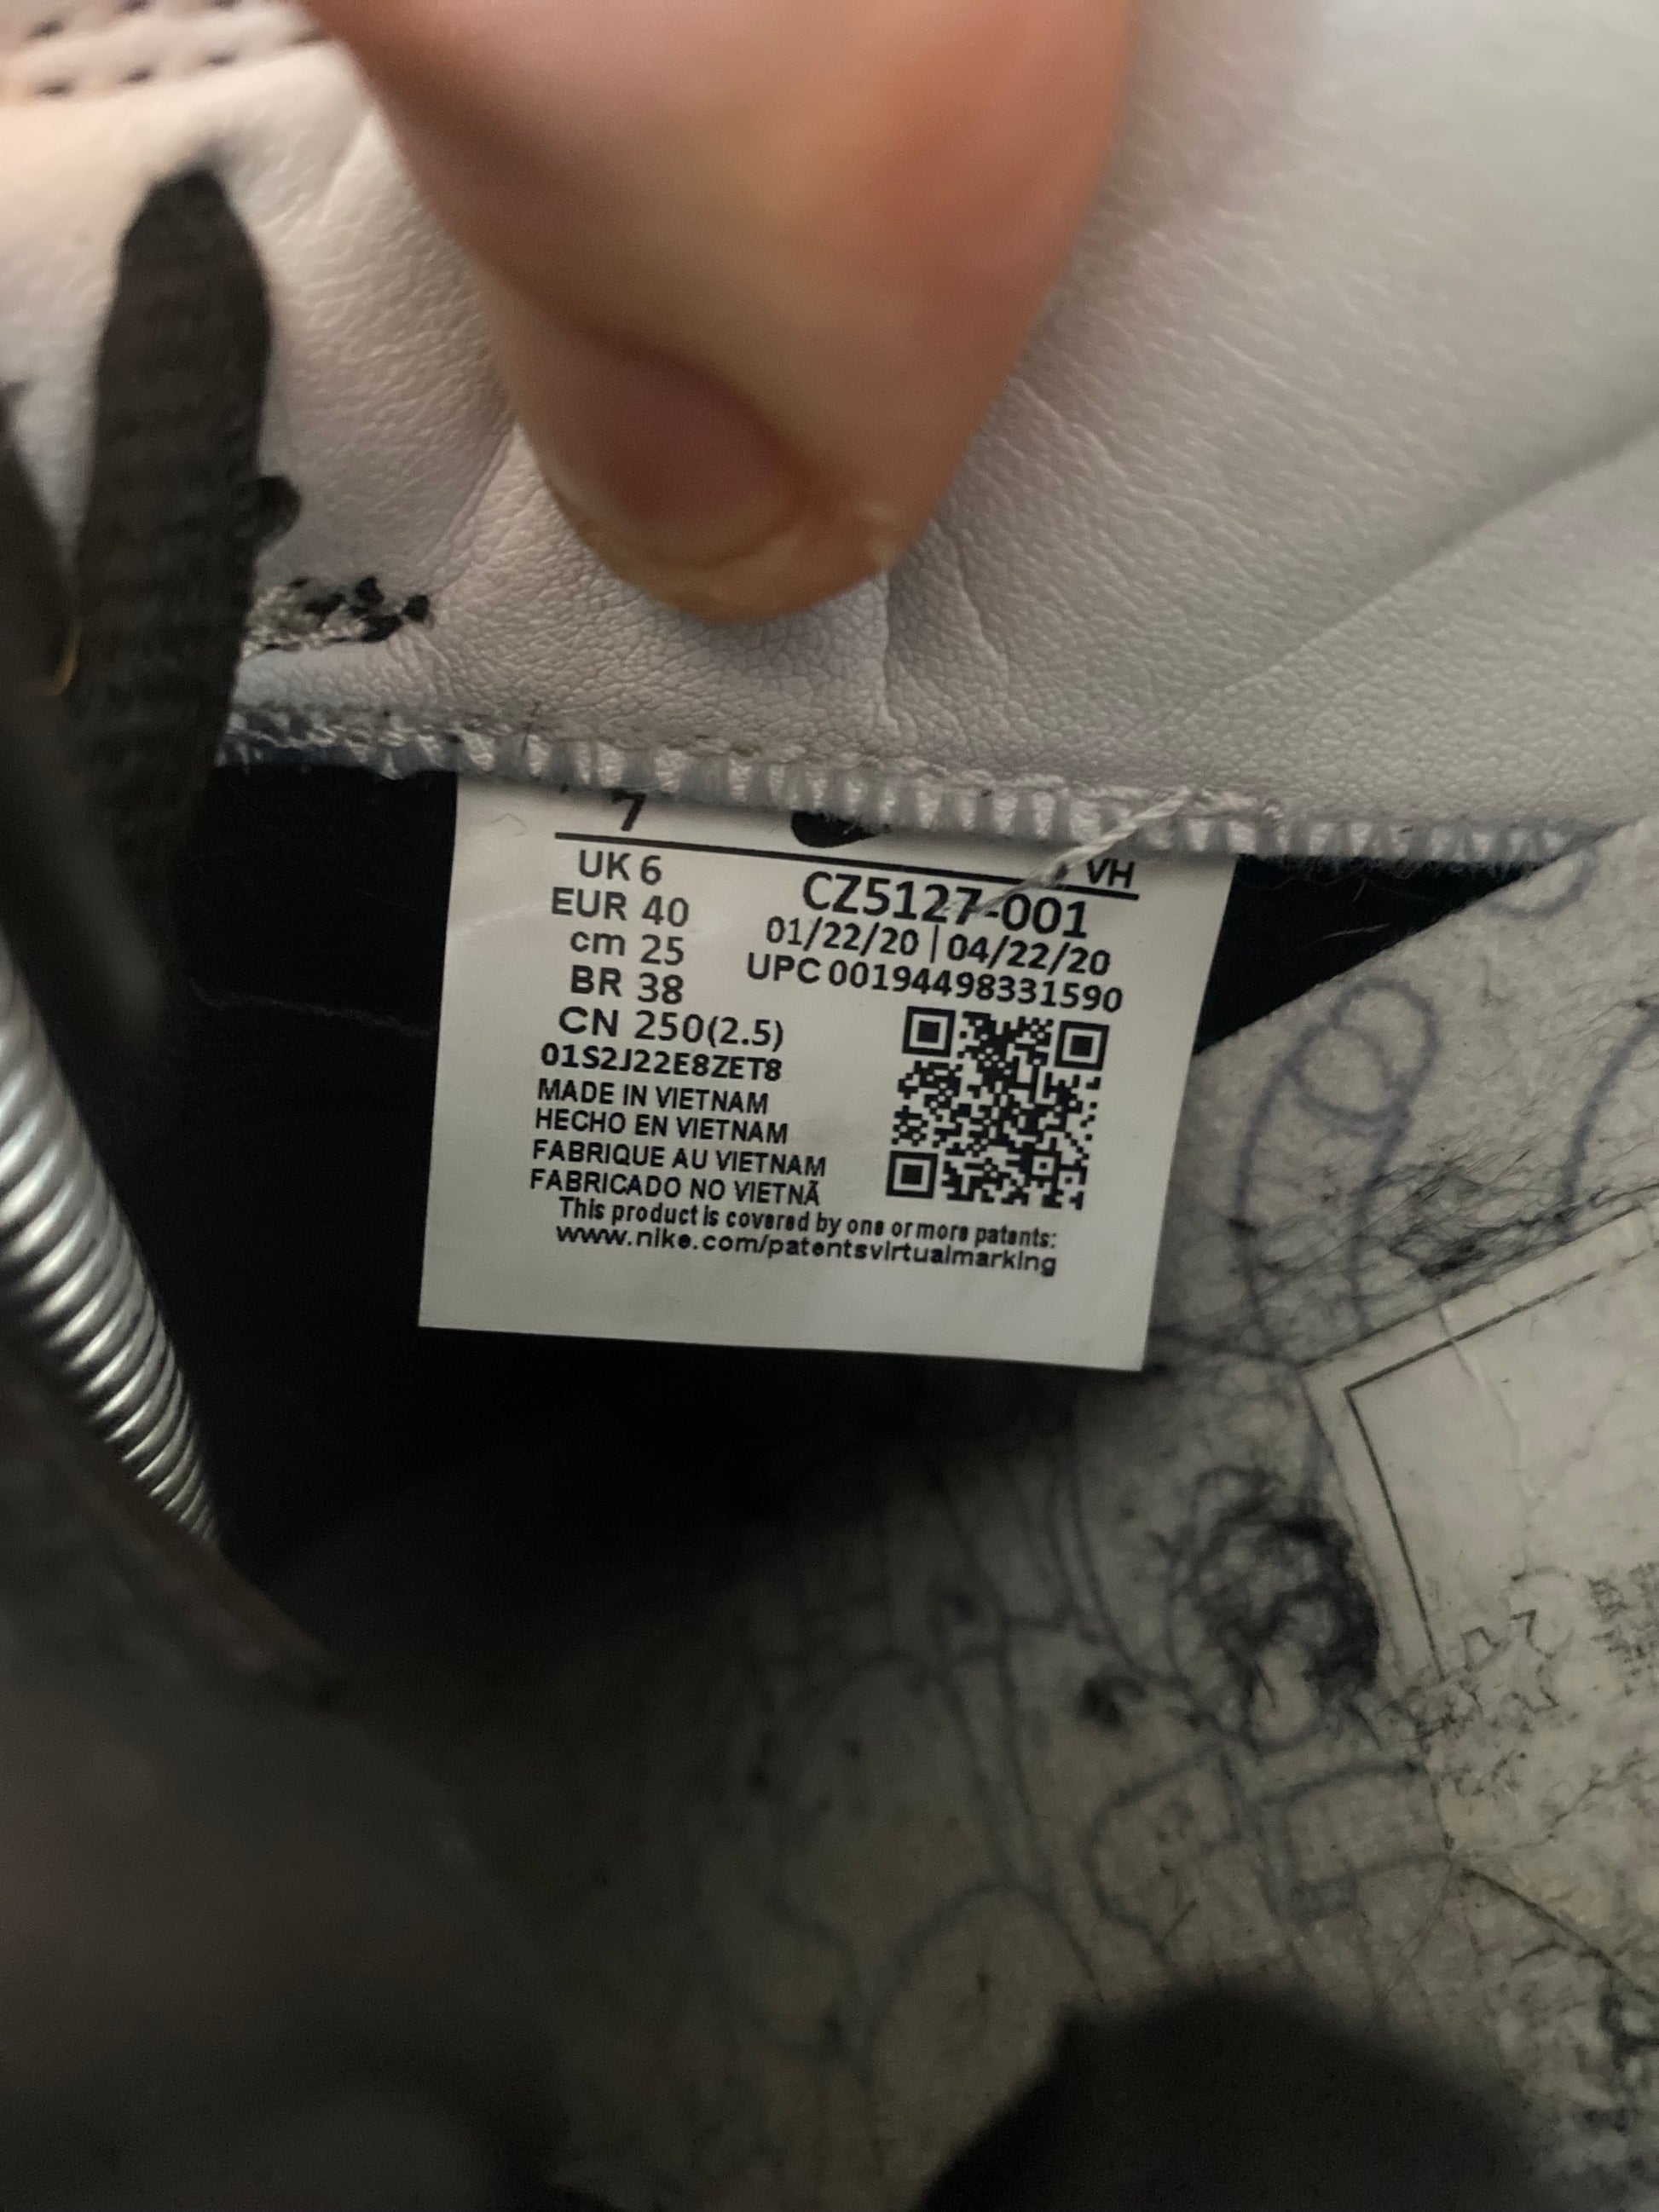 7
VH
UK 6
EUR 40
cm 25
BR 38
CN 250(2.5)
CZ5127-001
01/22/20 | 04/22/20
UPC 00194498331590
01S2J22E8ZET8
MADE IN VIETNAM
HECHO EN VIETNAM
FABRIQUE AU VIETNAM
FABRICADO NO VIETNÃ
This product is covered by one or more patents:
www.nike.com/patentsvirtualmarking